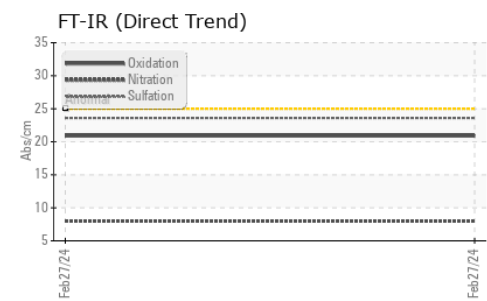 FT-IR (Direct Trend)
35
30
25
20
15
10
5
Abs/cm
Oxidation
Nitration
Sulfation
Abnormal
Feb27/24
Feb27/24